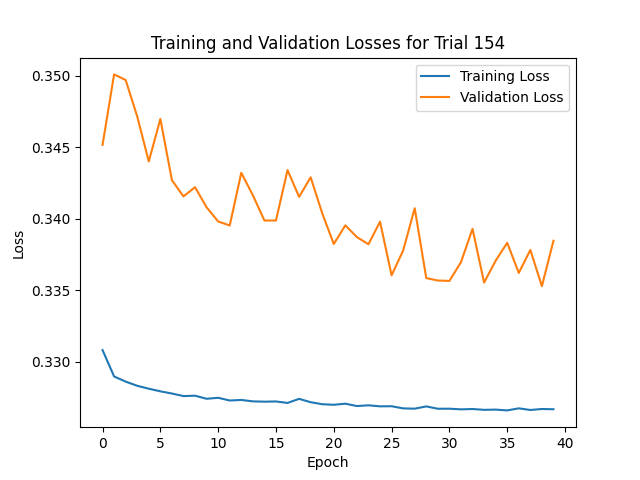 Training and Validation Losses for Trial 154
Training Loss
Validation Loss
Loss
0.350
0.345
0.340
0.335
0.330
0 5 10 15 20 25 30 35 40
Epoch